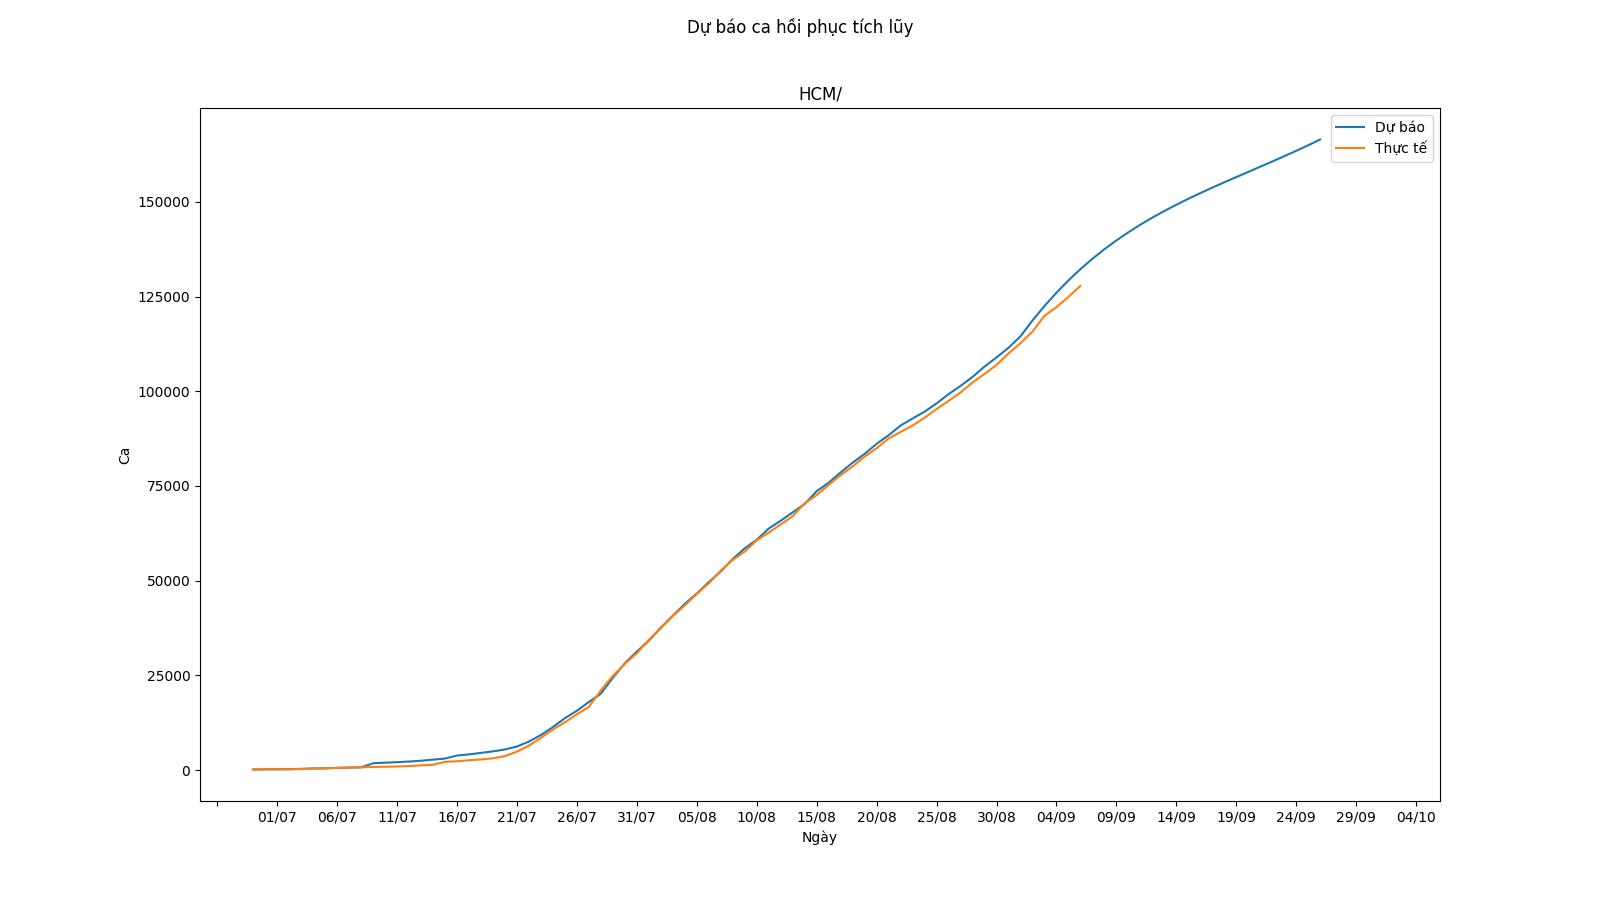 Dự báo ca hồi phục tích lũy
HCM/
Dự báo
Thực tế
150000
125000
100000
75000
50000
25000
0
Ca
01/07 06/07 11/07 16/07 21/07 26/07 31/07 05/08 10/08 15/08 20/08 25/08 30/08 04/09 09/09 14/09 19/09 24/09 29/09 04/10
Ngày